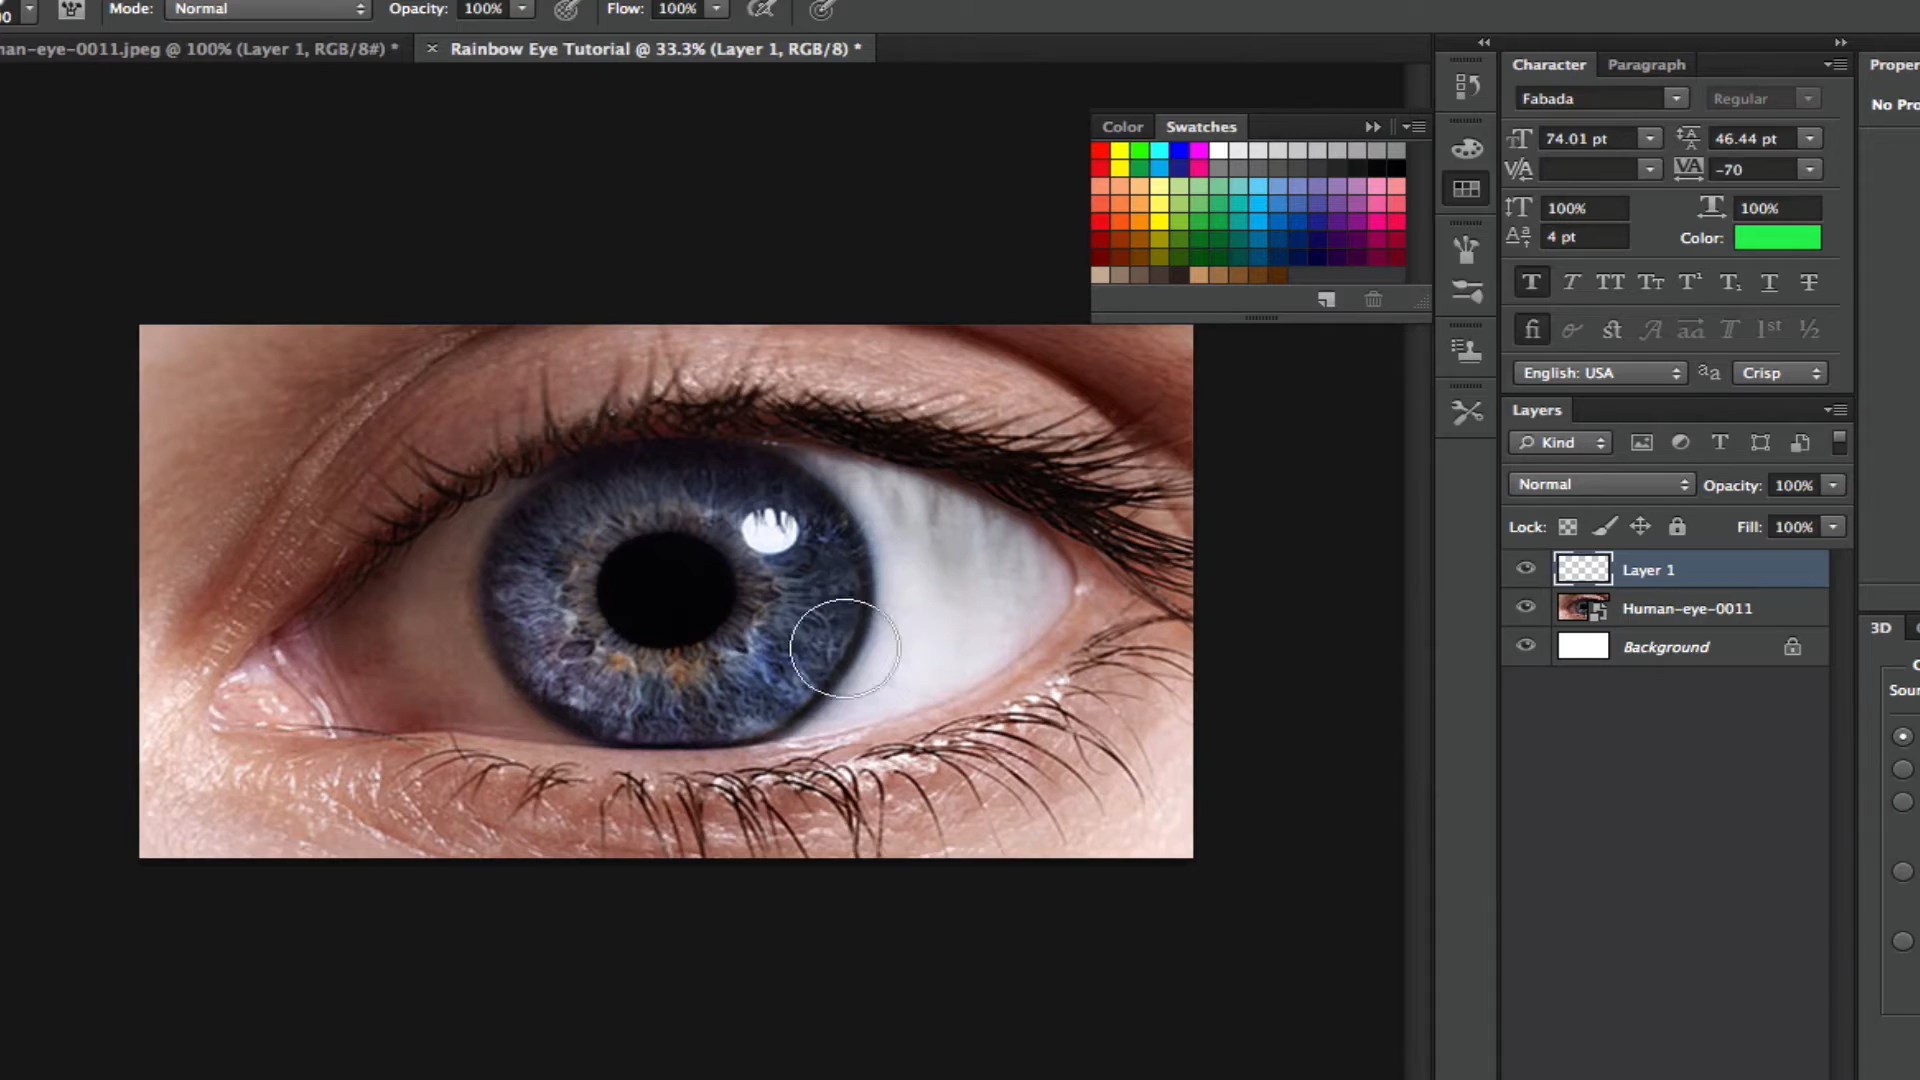 Mode: Normal Opacity: 100% Flow: 100%
nan-eye-0011.jpeg @ 100% (Layer 1, RGB/8#) *
× Rainbow Eye Tutorial @ 33.3% (Layer 1, RGB/8) *
Color Swatches
Character Paragraph
Fabada Regular
74.01 pt 46.44 pt
-70
100% 100%
4 pt Color:
English: USA Crisp
Layers
Kind
Normal Opacity: 100%
Lock: Fill: 100%
Layer 1
Human-eye-0011
Background
Proper
No Pro
3D
Sour